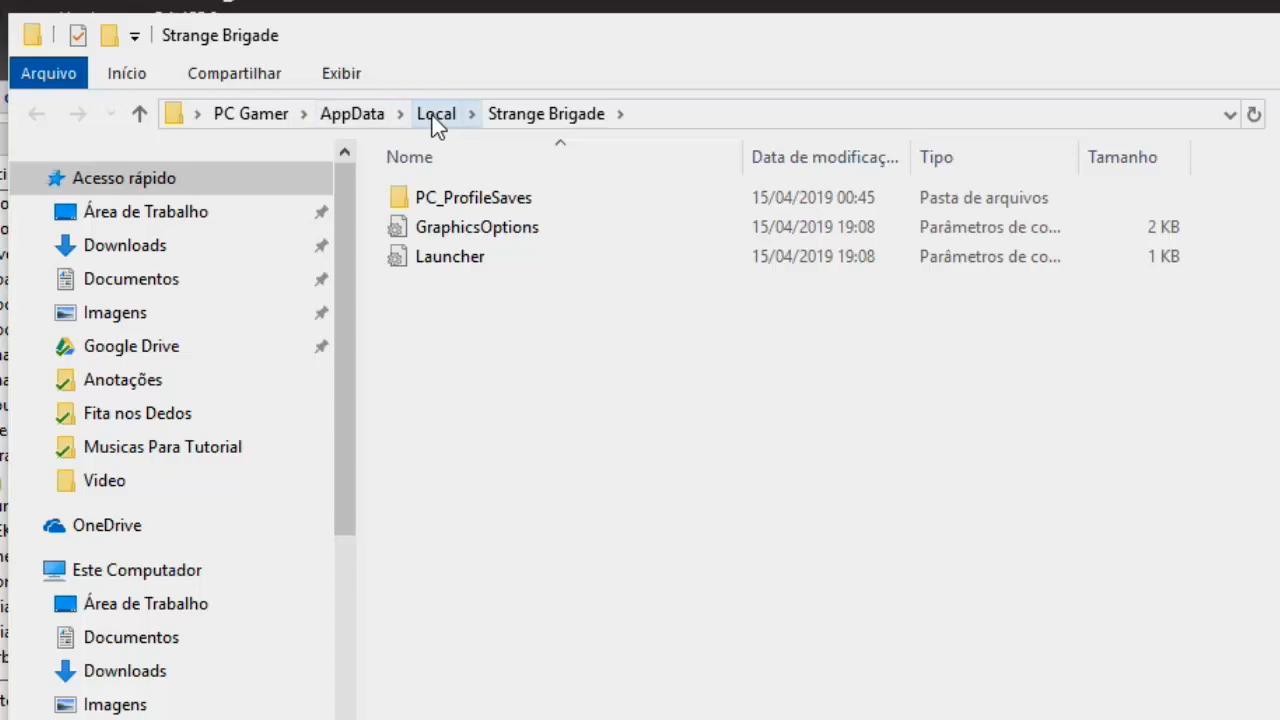 Strange Brigade
Arquivo Início Compartilhar Exibir
PC Gamer AppData Local Strange Brigade
Nome Data de modificaç... Tipo Tamanho
Acesso rápido
Área de Trabalho
Downloads
Documentos
Imagens
Google Drive
Anotações
Fita nos Dedos
Musicas Para Tutorial
Video
OneDrive
Este Computador
Área de Trabalho
Documentos
Downloads
Imagens
PC_ProfileSaves 15/04/2019 00:45 Pasta de arquivos
GraphicsOptions 15/04/2019 19:08 Parâmetros de co... 2 KB
Launcher 15/04/2019 19:08 Parâmetros de co... 1 KB